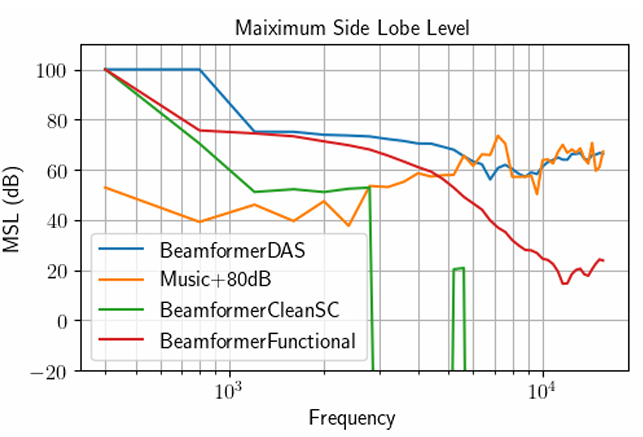 Maiximum Side Lobe Level
MSL (dB)
100
80
60
40
20
0
−20
BeamformerDAS
Music+80dB
BeamformerCleanSC
BeamformerFunctional
10³
10⁴
Frequency